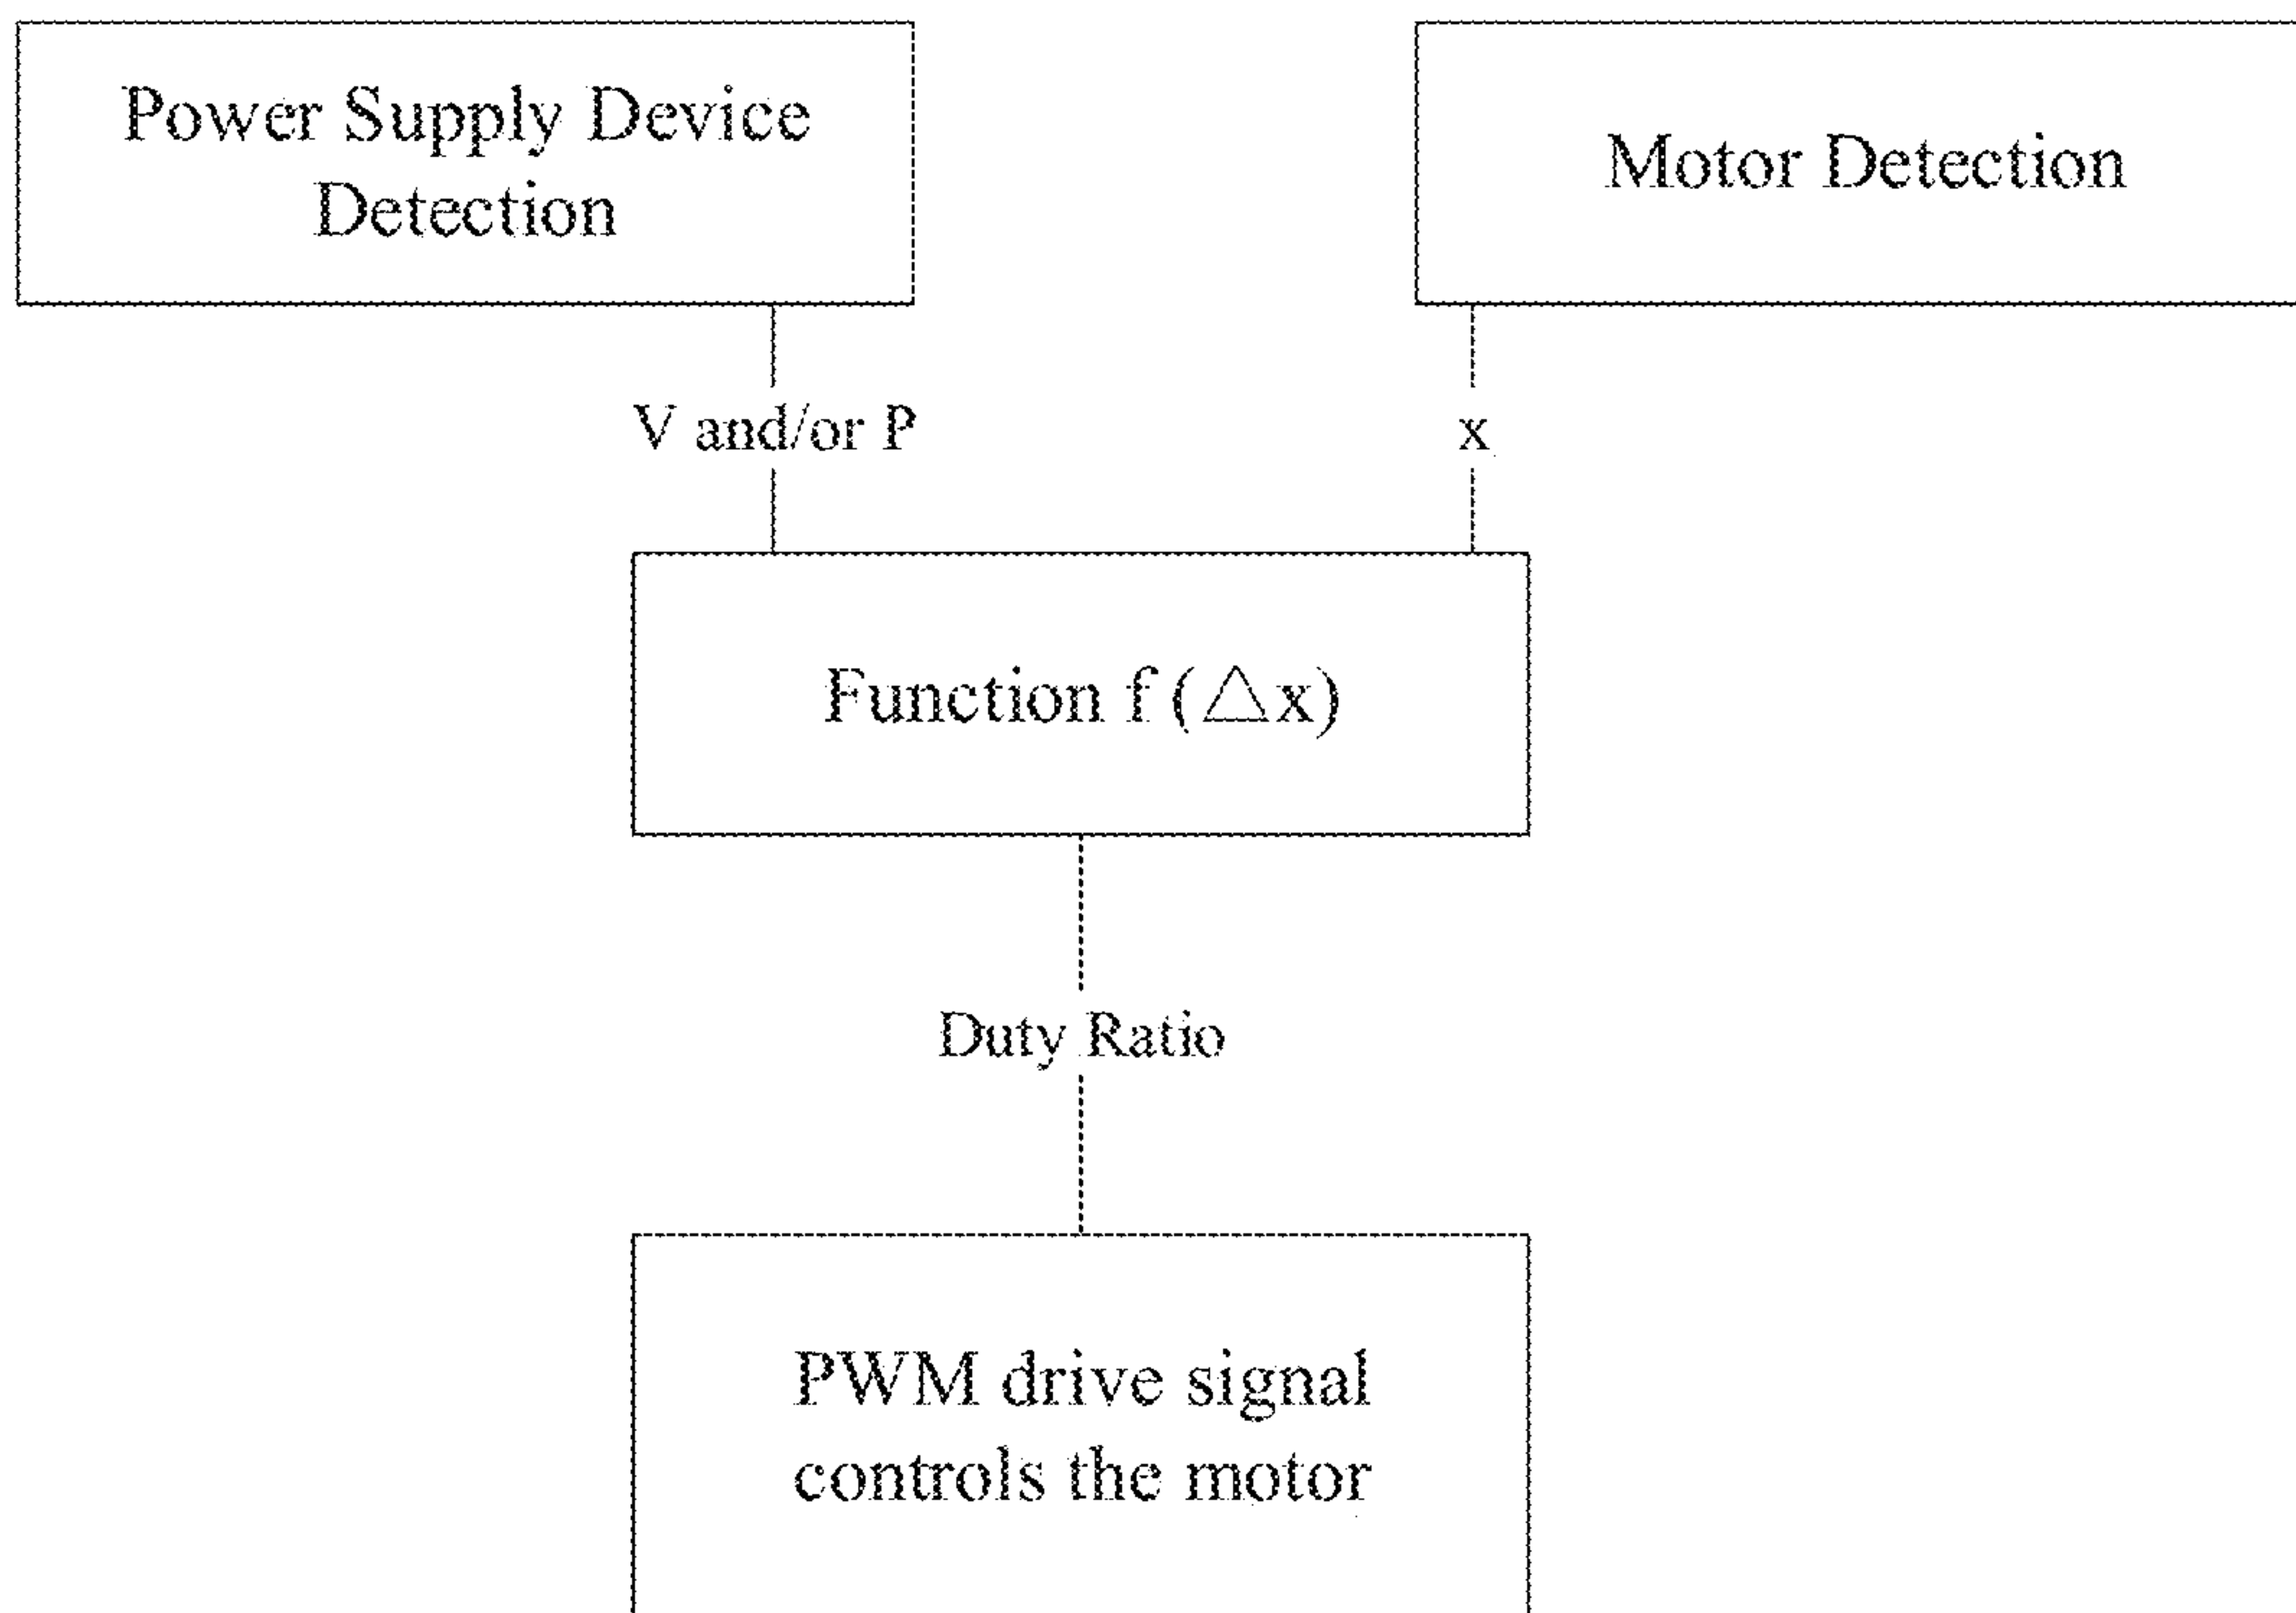 Power Supply Device
Detection
Motor Detection
V and/or P
x
Function f (△x)
Duty Ratio
PWM drive signal
controls the motor